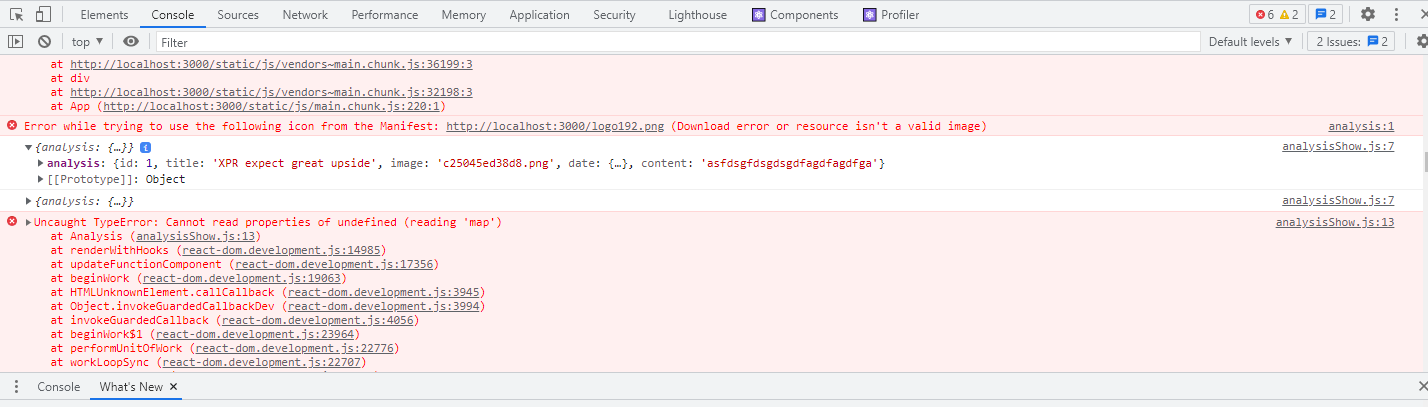 Elements Console Sources Network Performance Memory Application Security Lighthouse Components Profiler 6 2 2
top Filter Default levels 2 Issues: 2
at http://localhost:3000/static/js/vendors~main.chunk.js:36199:3
at div
at http://localhost:3000/static/js/vendors~main.chunk.js:32198:3
at App (http://localhost:3000/static/js/main.chunk.js:220:1)
Error while trying to use the following icon from the Manifest: http://localhost:3000/logo192.png (Download error or resource isn't a valid image) analysis:1
{analysis: {…}} i analysisShow.js:7
analysis: {id: 1, title: 'XPR expect great upside', image: 'c25045ed38d8.png', date: {…}, content: 'asfdsgfdsgdsgdfagdfagdfga'}
[[Prototype]]: Object
{analysis: {…}} analysisShow.js:7
Uncaught TypeError: Cannot read properties of undefined (reading 'map') analysisShow.js:13
at Analysis (analysisShow.js:13)
at renderWithHooks (react-dom.development.js:14985)
at updateFunctionComponent (react-dom.development.js:17356)
at beginWork (react-dom.development.js:19063)
at HTMLUnknownElement.callCallback (react-dom.development.js:3945)
at Object.invokeGuardedCallbackDev (react-dom.development.js:3994)
at invokeGuardedCallback (react-dom.development.js:4056)
at beginWork$1 (react-dom.development.js:23964)
at performUnitOfWork (react-dom.development.js:22776)
at workLoopSync (react-dom.development.js:22707)
Console What's New